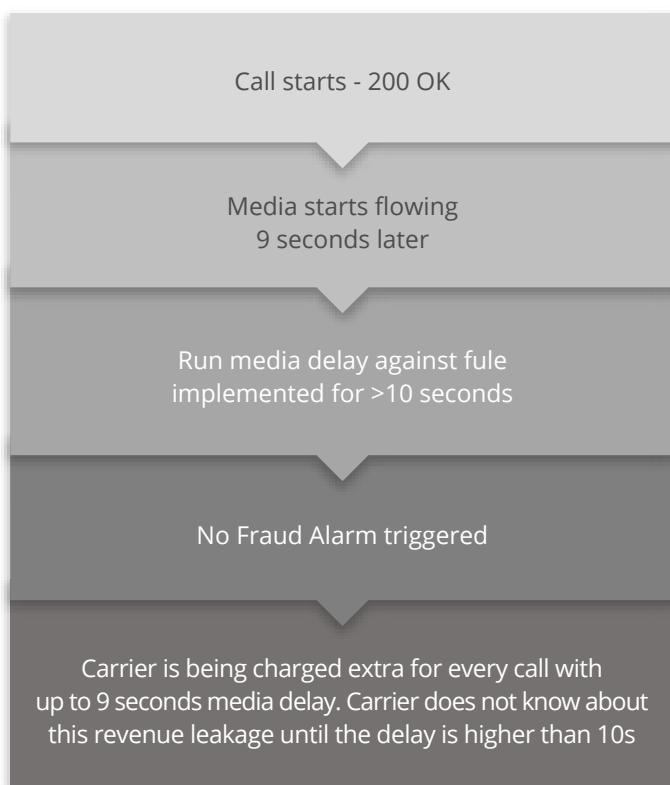 Call starts - 200 OK
Media starts flowing
9 seconds later
Run media delay against fule
implemented for >10 seconds
No Fraud Alarm triggered
Carrier is being charged extra for every call with
up to 9 seconds media delay. Carrier does not know about
this revenue leakage until the delay is higher than 10s